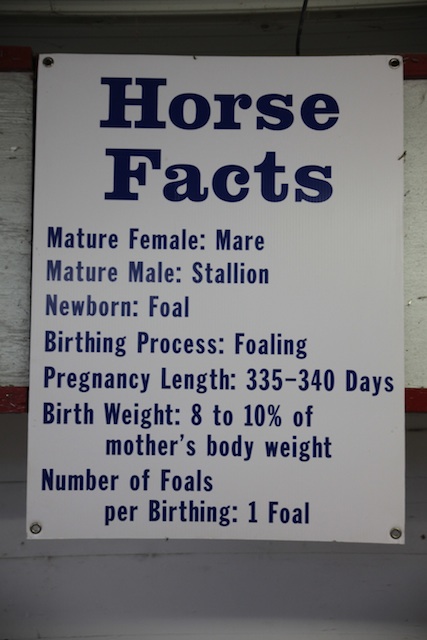 Horse
Facts
Mature Female: Mare
Mature Male: Stallion
Newborn: Foal
Birthing Process: Foaling
Pregnancy Length: 335-340 Days
Birth Weight: 8 to 10% of
mother's body weight
Number of Foals
per Birthing: 1 Foal